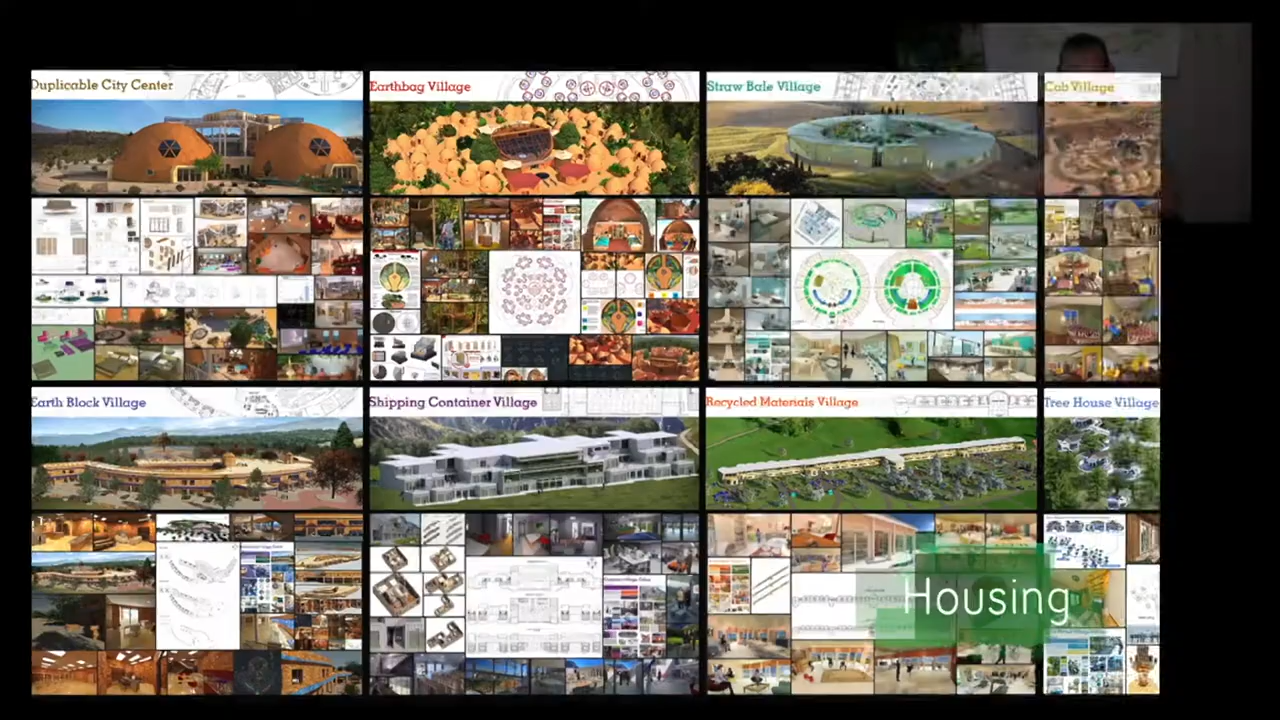 Duplicable City Center
Earthbag Village
Straw Bale Village
Cob Village
Earth Block Village
Shipping Container Village
Recycled Materials Village
Tree House Village
Housing